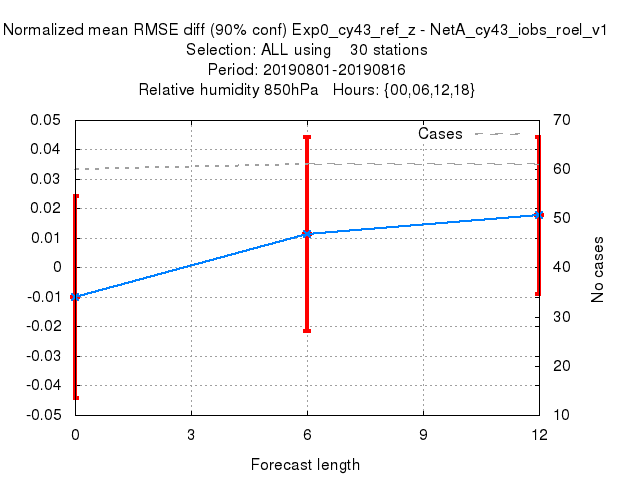 Normalized mean RMSE diff (90% conf) Exp0_cy43_ref_z - NetA_cy43_iobs_roel_v1
Selection: ALL using    30 stations
Period: 20190801-20190816
Relative humidity 850hPa   Hours: {00,06,12,18}
0.05
0.04
0.03
0.02
0.01
0
-0.01
-0.02
-0.03
-0.04
-0.05
Cases
70
60
50
40
30
20
10
No cases
0 3 6 9 12
Forecast length